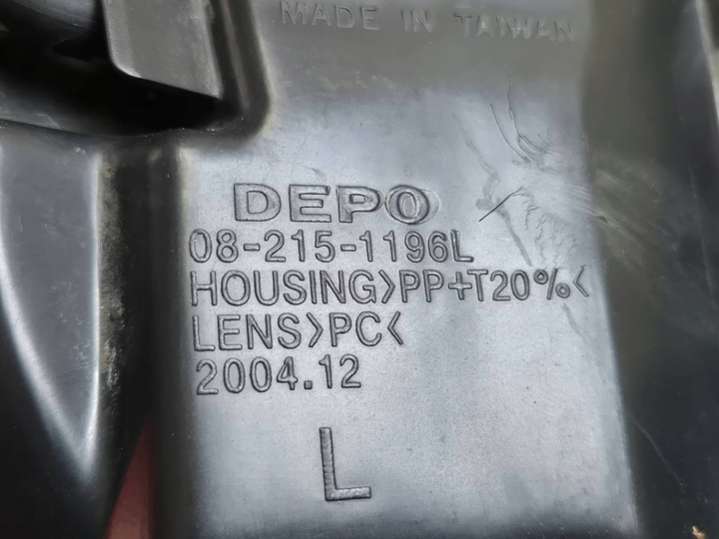 MADE IN TAIWAN
DEPO
08-215-1196L
HOUSING>PP+T20%<
LENS>PC<
2004.12
L